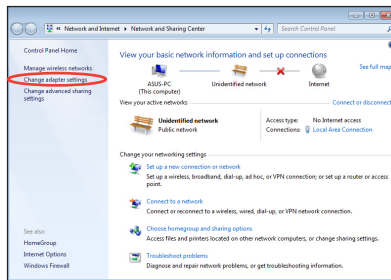 Network and Internet ▸ Network and Sharing Center
Search Control Panel
Control Panel Home
Manage wireless networks
Change adapter settings
Change advanced sharing
settings
View your basic network information and set up connections
See full map
ASUS-PC
(This computer)
Unidentified network
Internet
View your active networks
Connect or disconnect
Unidentified network
Public network
Access type: No Internet access
Connections: Local Area Connection
Change your networking settings
Set up a new connection or network
Set up a wireless, broadband, dial-up, ad hoc, or VPN connection; or set up a router or access
point.
Connect to a network
Connect or reconnect to a wireless, wired, dial-up, or VPN network connection.
Choose homegroup and sharing options
Access files and printers located on other network computers, or change sharing settings.
Troubleshoot problems
Diagnose and repair network problems, or get troubleshooting information.
See also
HomeGroup
Internet Options
Windows Firewall